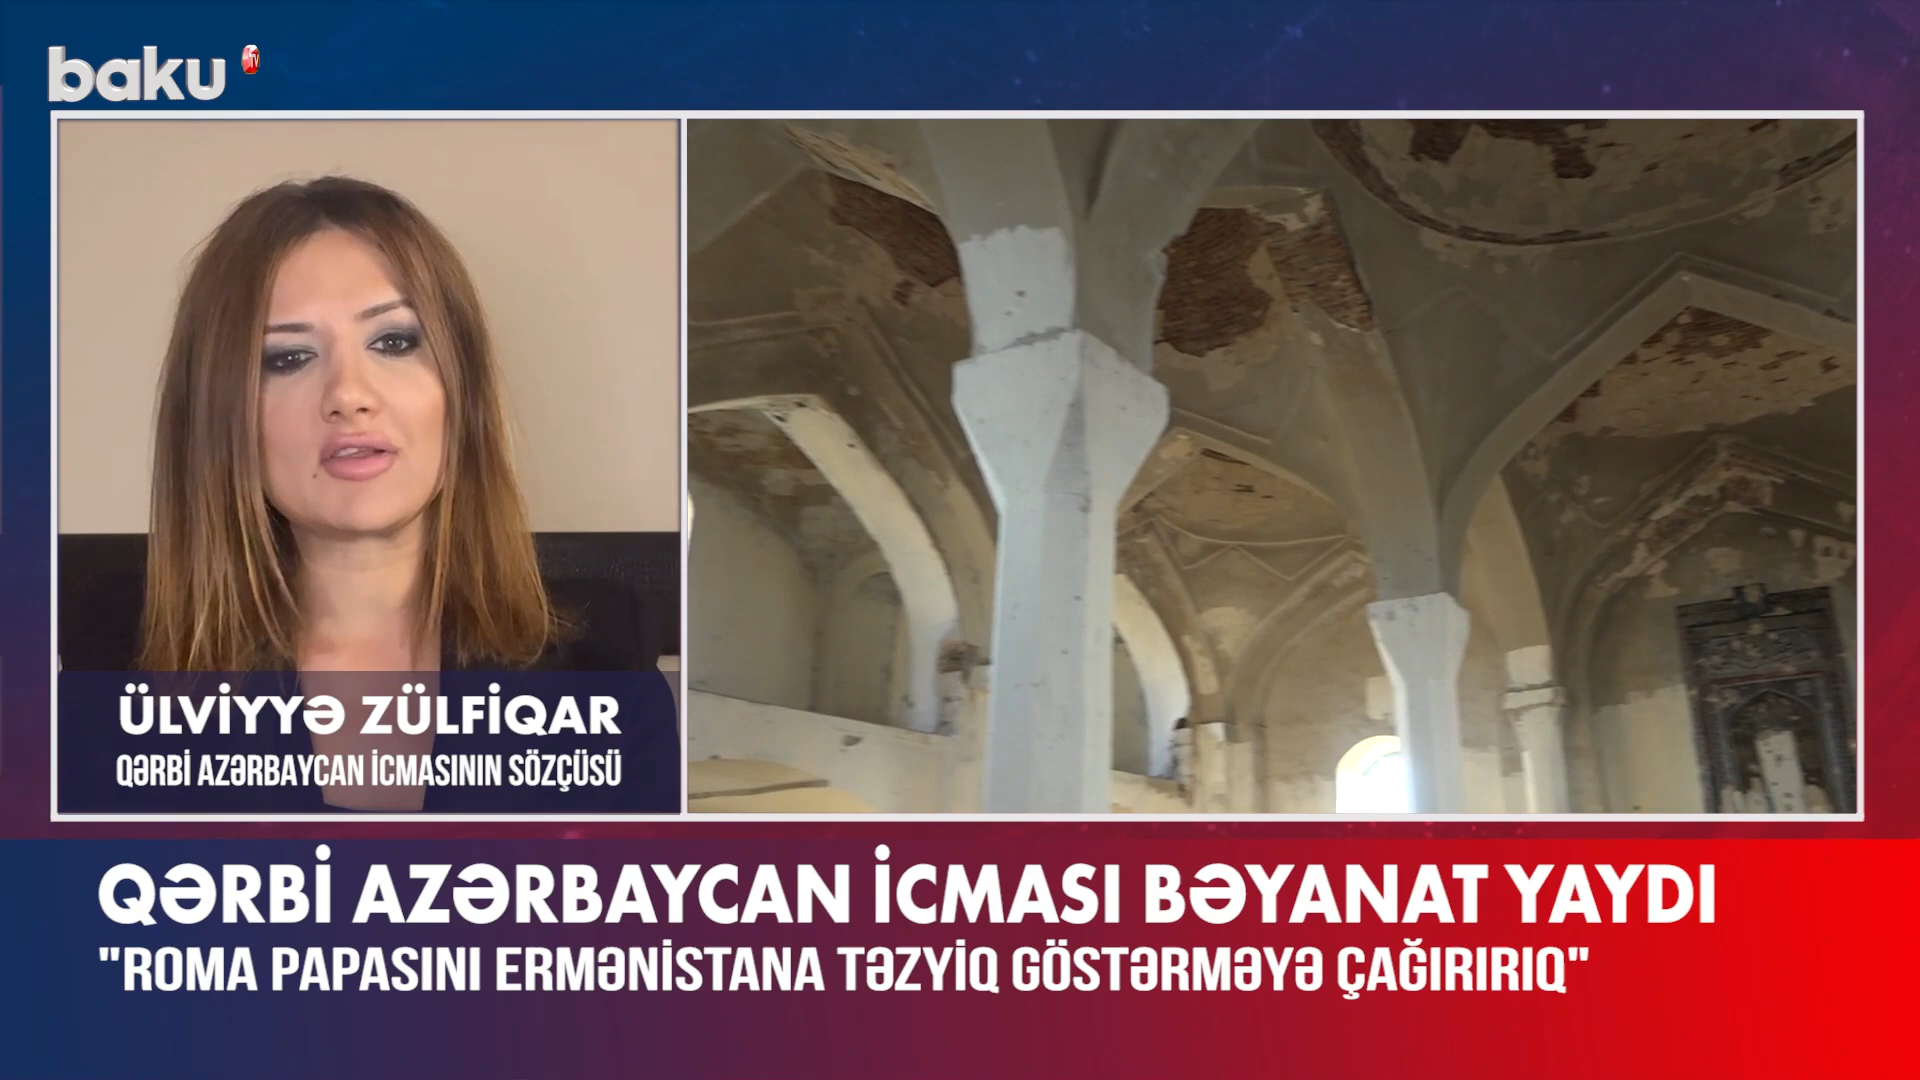 baku TV
ÜLVİYYƏ ZÜLFİQAR
QƏRBİ AZƏRBAYCAN İCMASININ SÖZÇÜSÜ
QƏRBİ AZƏRBAYCAN İCMASI BƏYANAT YAYDI
"ROMA PAPASINI ERMƏNİSTANA TƏZYİQ GÖSTƏRMƏYƏ ÇAĞIRIRIQ"